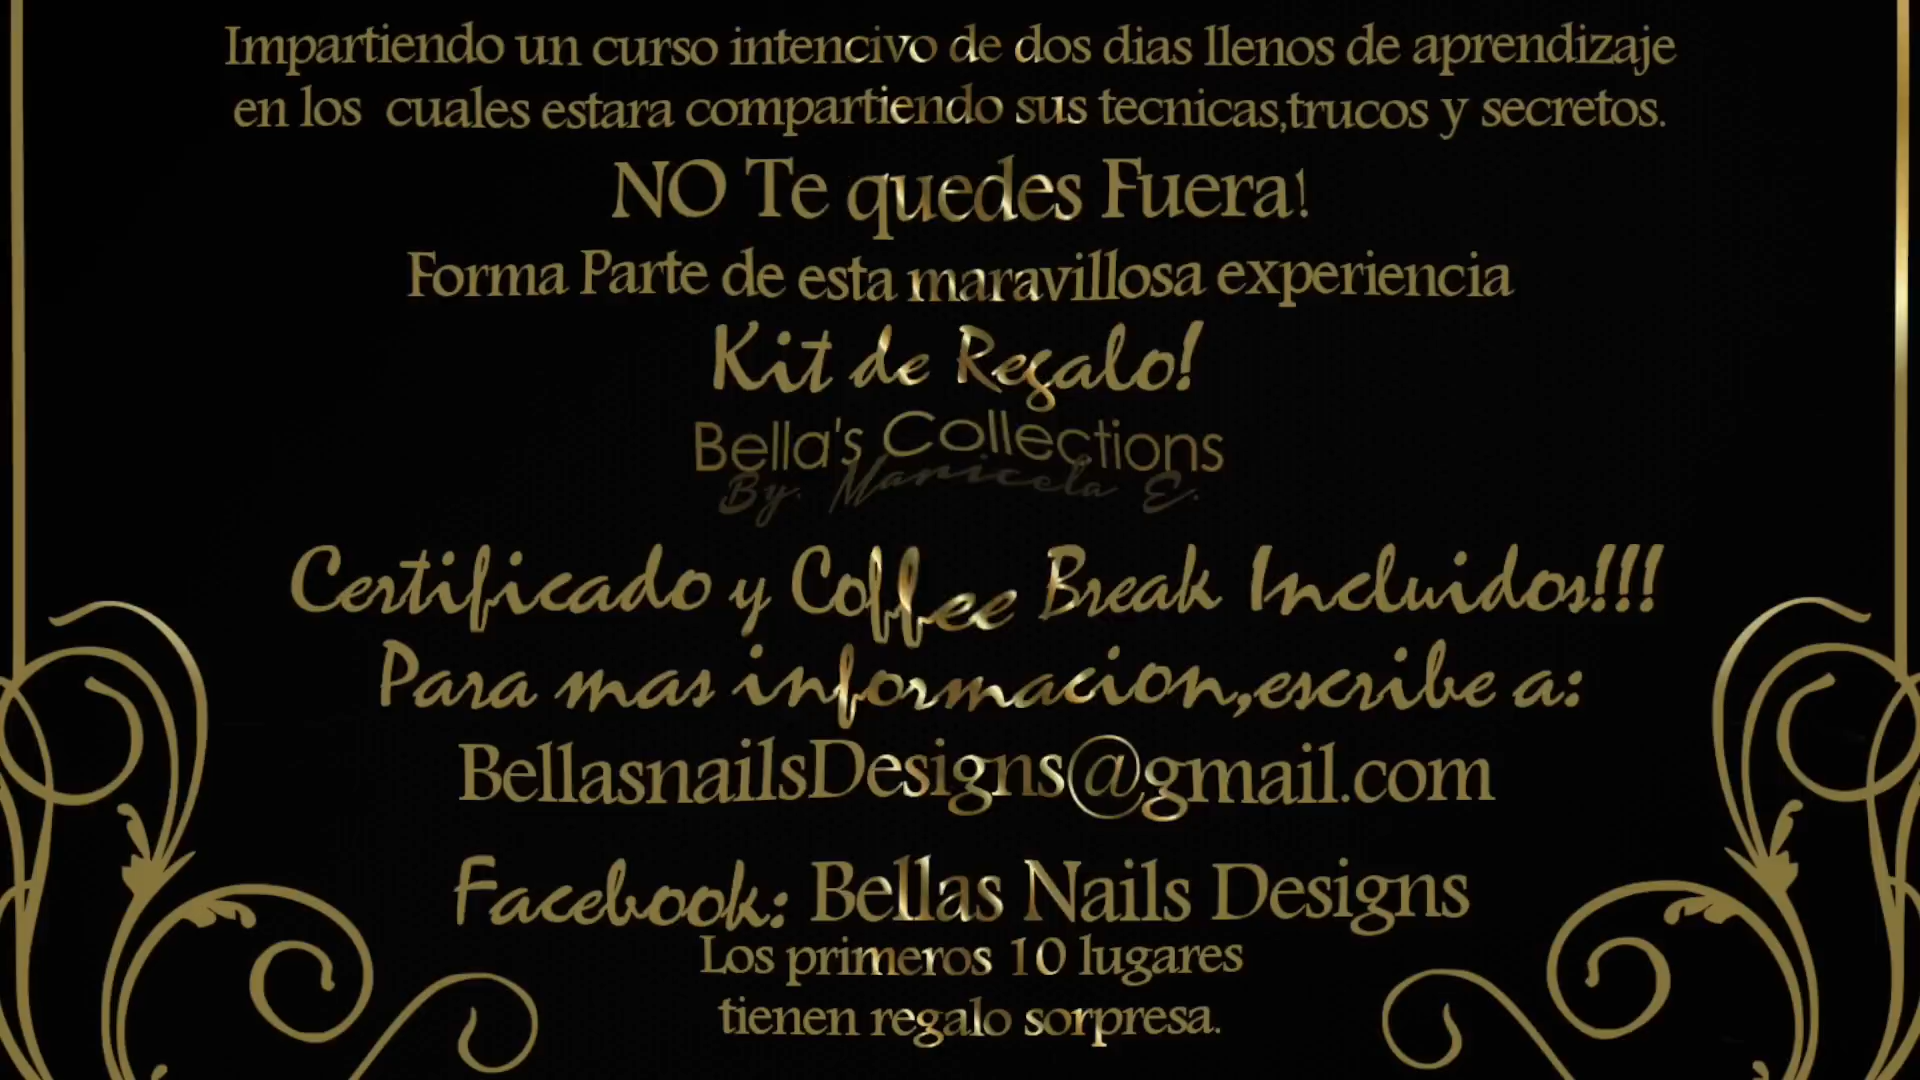 Impartiendo un curso intencivo de dos dias llenos de aprendizaje
en los cuales estara compartiendo sus tecnicas,trucos y secretos.
NO Te quedes Fuera!
Forma Parte de esta maravillosa experiencia
Kit de Regalo!
Bella's Collections
By. Maricela E.
Certificado y Coffee Break Incluidos!!!
Para mas informacion,escribe a:
BellasnailsDesigns@gmail.com
Facebook: Bellas Nails Designs
Los primeros 10 lugares
tienen regalo sorpresa.